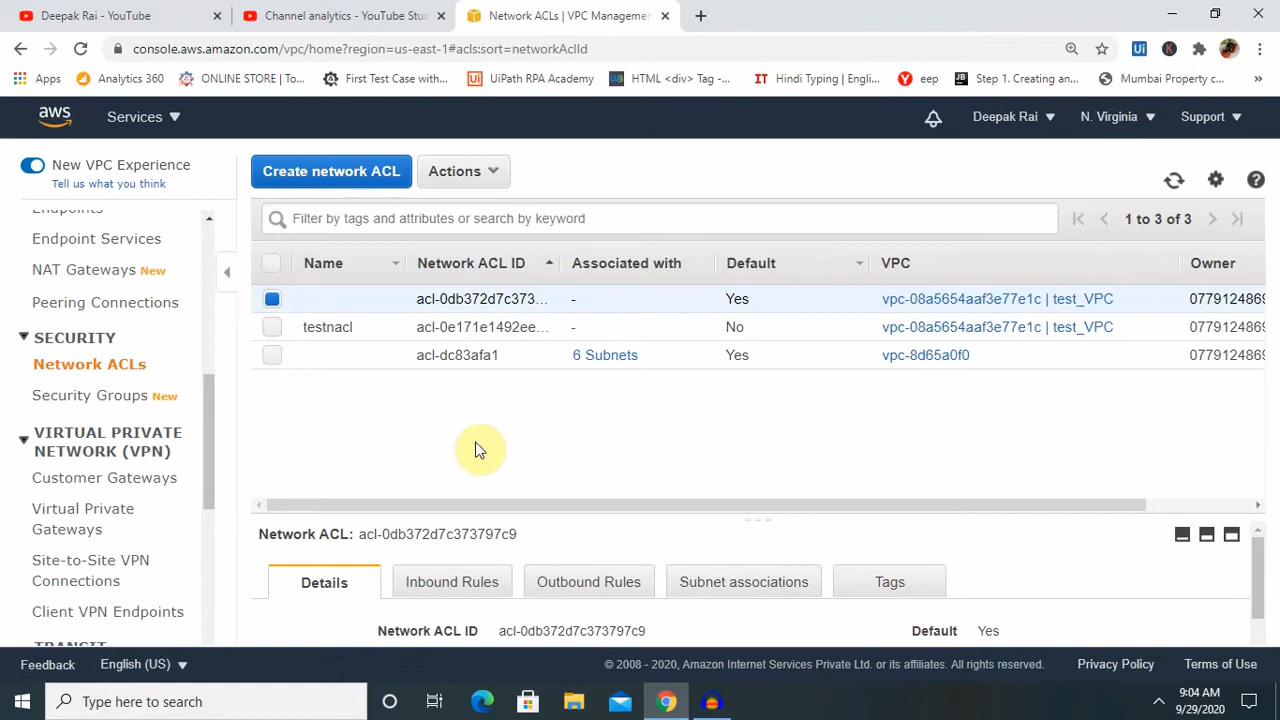 Deepak Rai - YouTube
Channel analytics - YouTube Studio
Network ACLs | VPC Managemen
console.aws.amazon.com/vpc/home?region=us-east-1#acls:sort=networkAclId
Apps
Analytics 360
ONLINE STORE | To...
First Test Case with...
UiPath RPA Academy
HTML <div> Tag -...
Hindi Typing | Engli...
eep
Step 1. Creating an...
Mumbai Property c...
aws
Services
Deepak Rai
N. Virginia
Support
New VPC Experience
Tell us what you think
Endpoints
Endpoint Services
NAT Gateways New
Peering Connections
SECURITY
Network ACLs
Security Groups New
VIRTUAL PRIVATE
NETWORK (VPN)
Customer Gateways
Virtual Private
Gateways
Site-to-Site VPN
Connections
Client VPN Endpoints
TRANSIT
Create network ACL
Actions
Filter by tags and attributes or search by keyword
1 to 3 of 3
Name Network ACL ID Associated with Default VPC Owner
acl-0db372d7c373... - Yes vpc-08a5654aaf3e77e1c | test_VPC 0779124869
testnacl acl-0e171e1492ee... - No vpc-08a5654aaf3e77e1c | test_VPC 0779124869
acl-dc83afa1 6 Subnets Yes vpc-8d65a0f0 0779124869
Network ACL: acl-0db372d7c373797c9
Details
Inbound Rules
Outbound Rules
Subnet associations
Tags
Network ACL ID acl-0db372d7c373797c9 Default Yes
Feedback
English (US)
© 2008 - 2020, Amazon Internet Services Private Ltd. or its affiliates. All rights reserved.
Privacy Policy
Terms of Use
Type here to search
9:04 AM
9/29/2020